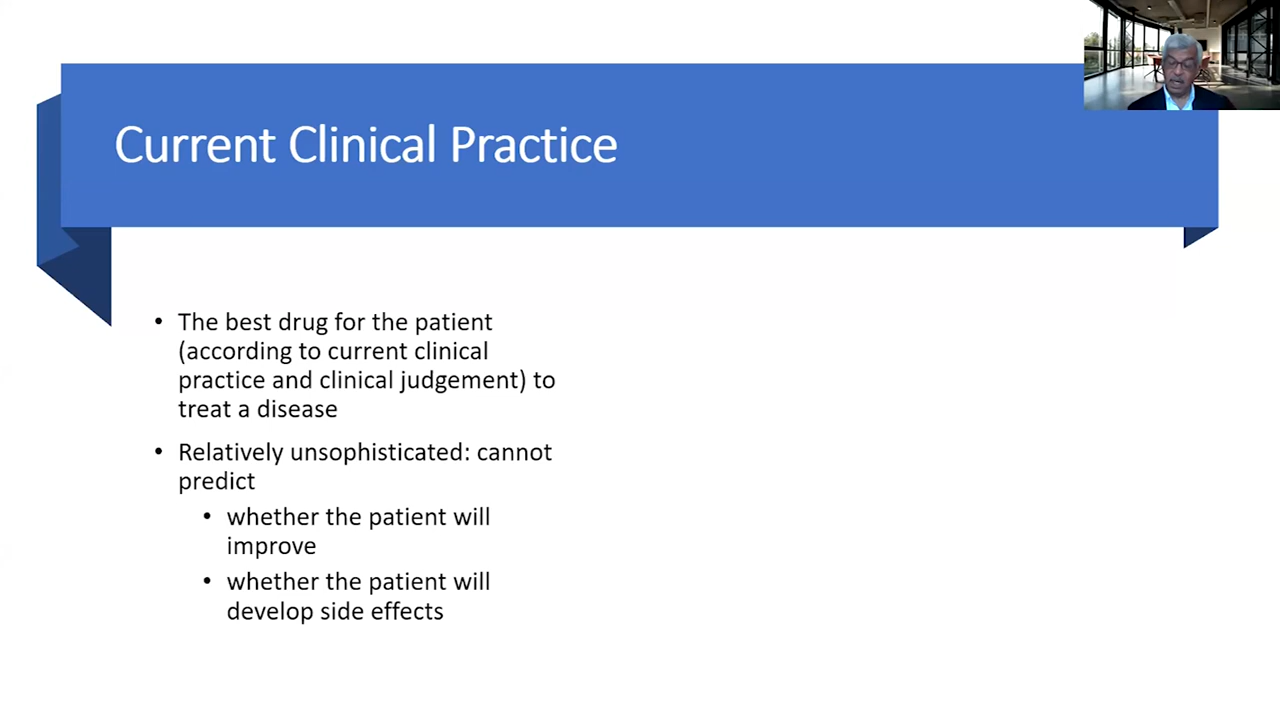 Current Clinical Practice
• The best drug for the patient
(according to current clinical
practice and clinical judgement) to
treat a disease
• Relatively unsophisticated: cannot
predict
• whether the patient will
improve
• whether the patient will
develop side effects